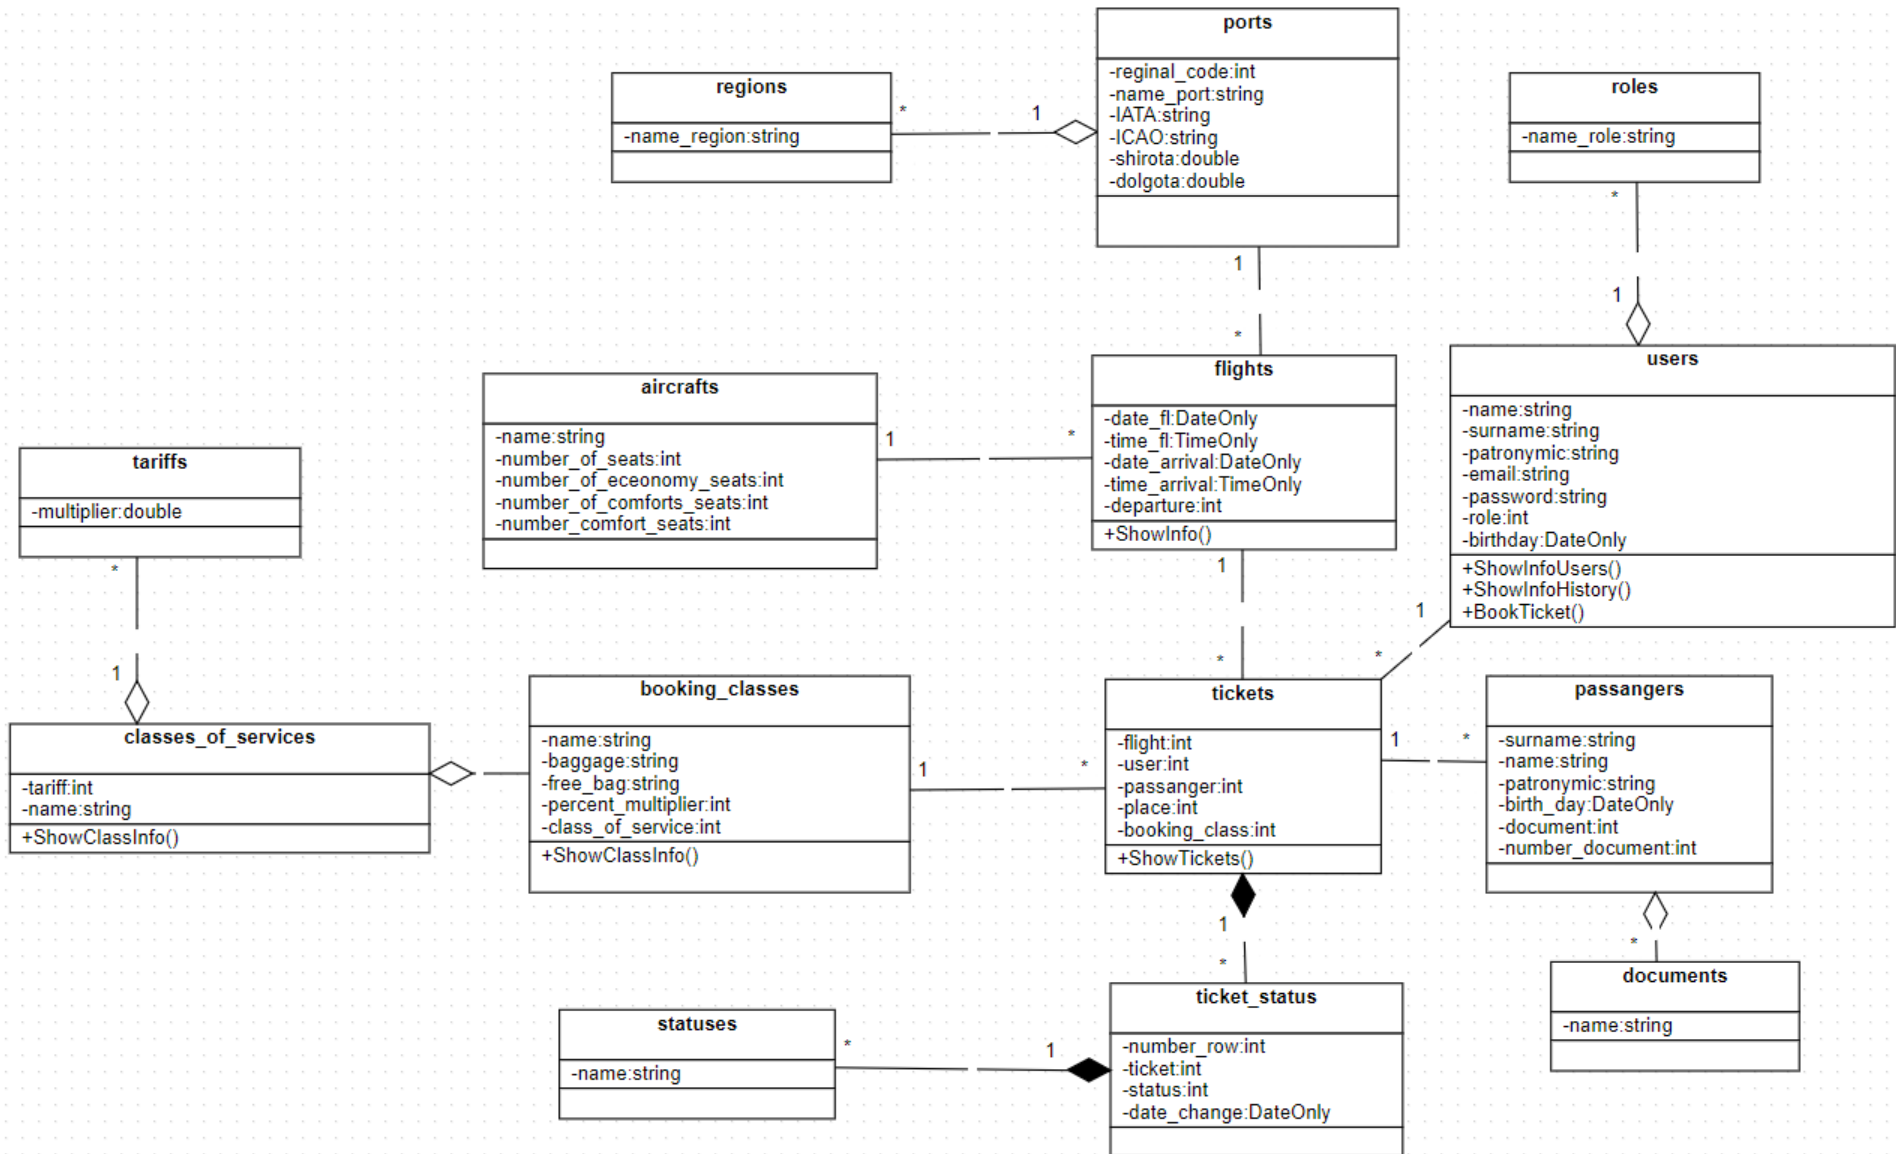 ports
-reginal_code:int
-name_port:string
-IATA:string
-ICAO:string
-shirota:double
-dolgota:double
regions
-name_region:string
*
1
roles
-name_role:string
*
1
1
*
users
-name:string
-surname:string
-patronymic:string
-email:string
-password:string
-role:int
-birthday:DateOnly
+ShowInfoUsers()
+ShowInfoHistory()
+BookTicket()
flights
-date_fl:DateOnly
-time_fl:TimeOnly
-date_arrival:DateOnly
-time_arrival:TimeOnly
-departure:int
+ShowInfo()
aircrafts
-name:string
-number_of_seats:int
-number_of_eceonomy_seats:int
-number_of_comforts_seats:int
-number_comfort_seats:int
1
*
tariffs
-multiplier:double
*
1
1
*
1
*
classes_of_services
-tariff:int
-name:string
+ShowClassInfo()
booking_classes
-name:string
-baggage:string
-free_bag:string
-percent_multiplier:int
-class_of_service:int
+ShowClassInfo()
1
*
tickets
-flight:int
-user:int
-passanger:int
-place:int
-booking_class:int
+ShowTickets()
1
*
passangers
-surname:string
-name:string
-patronymic:string
-birth_day:DateOnly
-document:int
-number_document:int
1
*
*
documents
-name:string
statuses
-name:string
*
1
ticket_status
-number_row:int
-ticket:int
-status:int
-date_change:DateOnly